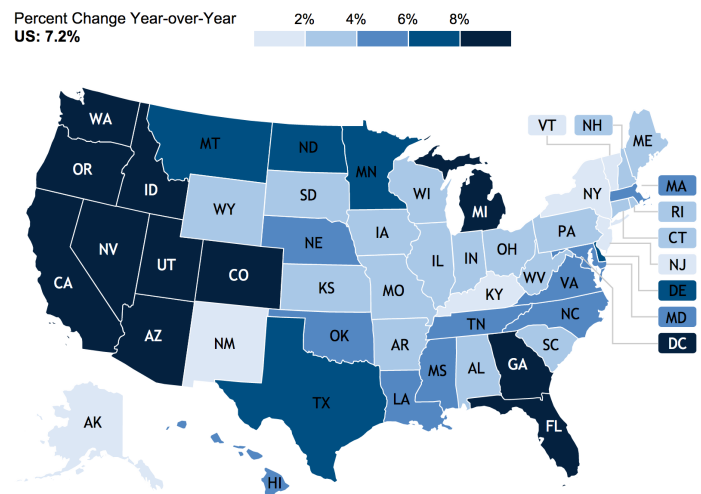 Percent Change Year-over-Year
US: 7.2%
2% 4% 6% 8%
WA
MT
ND
MN
VT NH
ME
OR
ID
WY
SD
WI
MI
NY
MA
RI
CT
NJ
DE
MD
DC
NV
UT
CO
NE
IA
IL
IN
OH
PA
CA
KS
MO
KY
WV
VA
AZ
NM
OK
AR
TN
NC
SC
MS
AL
GA
TX
LA
FL
AK
HI